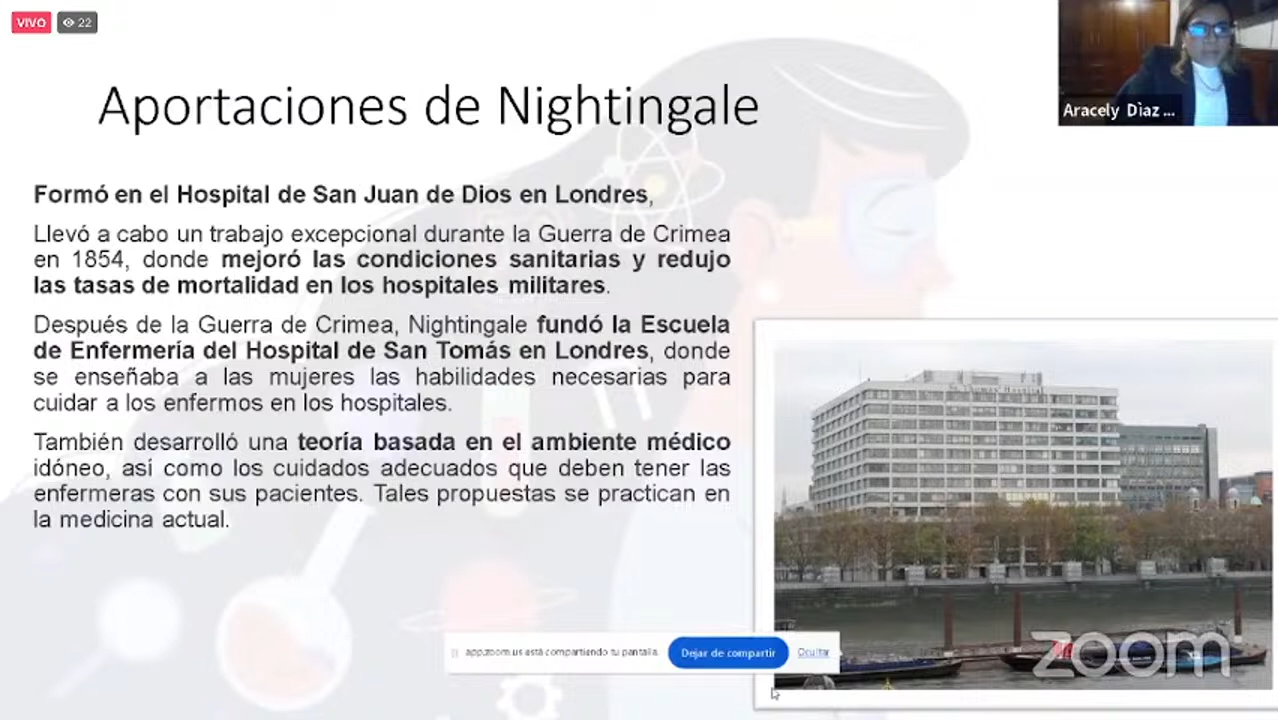 VIVO
22
Aportaciones de Nightingale
Aracely Dìaz ...
Formó en el Hospital de San Juan de Dios en Londres,
Llevó a cabo un trabajo excepcional durante la Guerra de Crimea
en 1854, donde mejoró las condiciones sanitarias y redujo
las tasas de mortalidad en los hospitales militares.
Después de la Guerra de Crimea, Nightingale fundó la Escuela
de Enfermería del Hospital de San Tomás en Londres, donde
se enseñaba a las mujeres las habilidades necesarias para
cuidar a los enfermos en los hospitales.
También desarrolló una teoría basada en el ambiente médico
idóneo, así como los cuidados adecuados que deben tener las
enfermeras con sus pacientes. Tales propuestas se practican en
la medicina actual.
St Thomas' Hospital
app.zoom.us está compartiendo tu pantalla.
Dejar de compartir
Ocultar
zoom